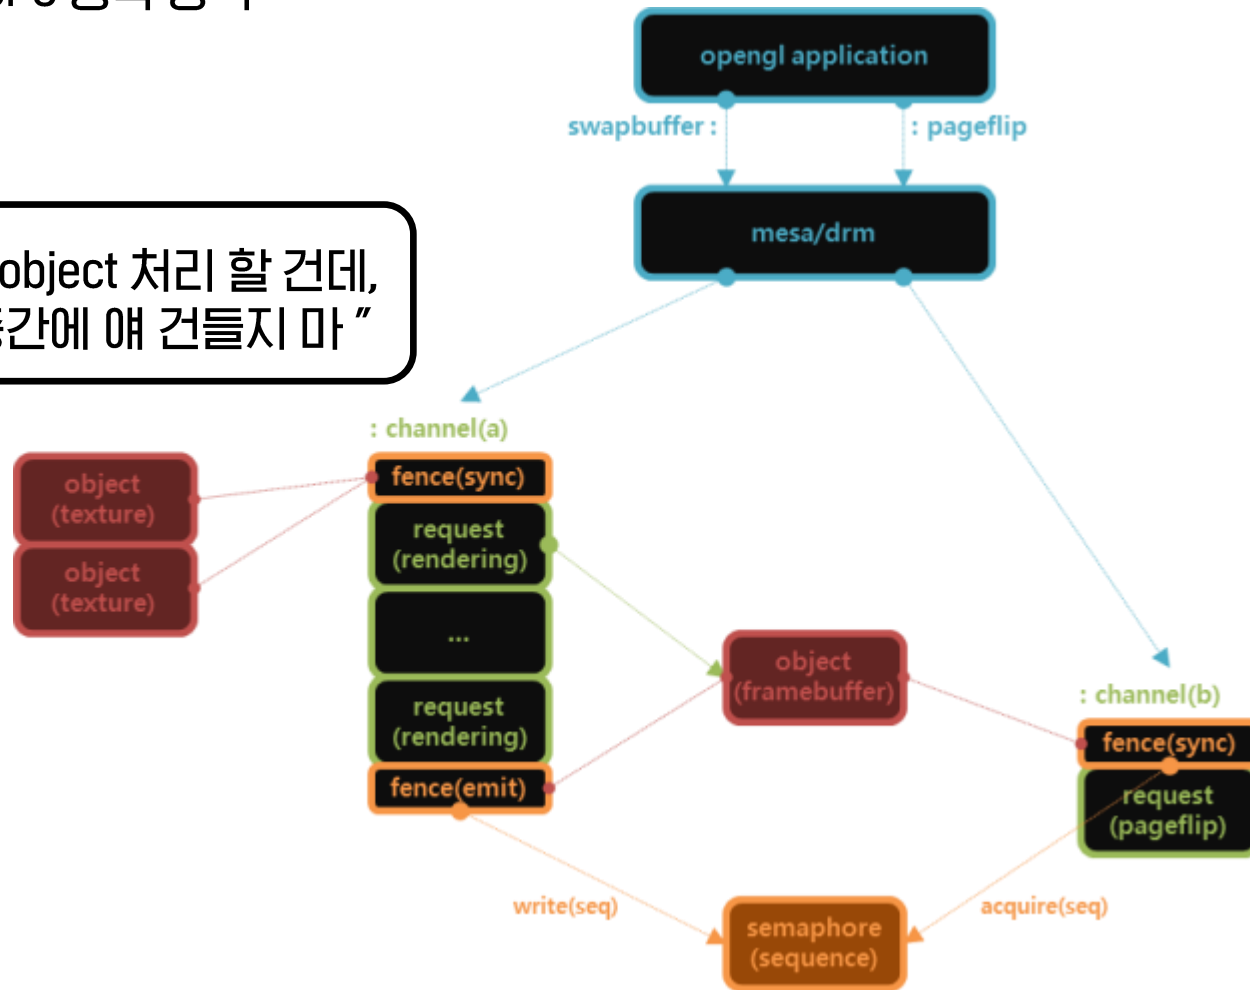 opengl application
swapbuffer :
: pageflip
mesa/drm
object 처리 할 건데,
얘 건들지 마 ”
: channel(a)
fence(sync)
object
(texture)
request
(rendering)
object
(texture)
...
object
(framebuffer)
: channel(b)
request
(rendering)
fence(sync)
fence(emit)
request
(pageflip)
write(seq)
acquire(seq)
semaphore
(sequence)